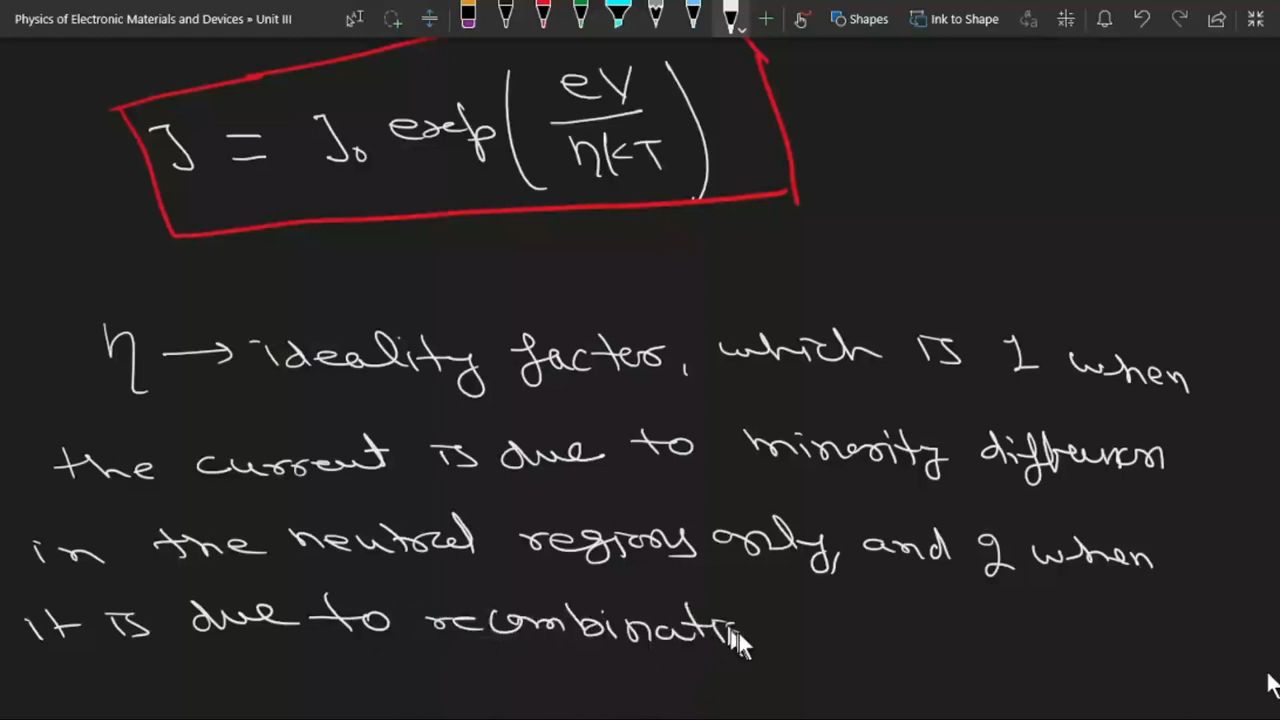 Physics of Electronic Materials and Devices » Unit III
Shapes
Ink to Shape
J = J₀ exp(eV/ηkT)
η → ideality factor, which is 1 when
the current is due to minority diffusion
in the neutral regions only, and 2 when
it is due to recombinati